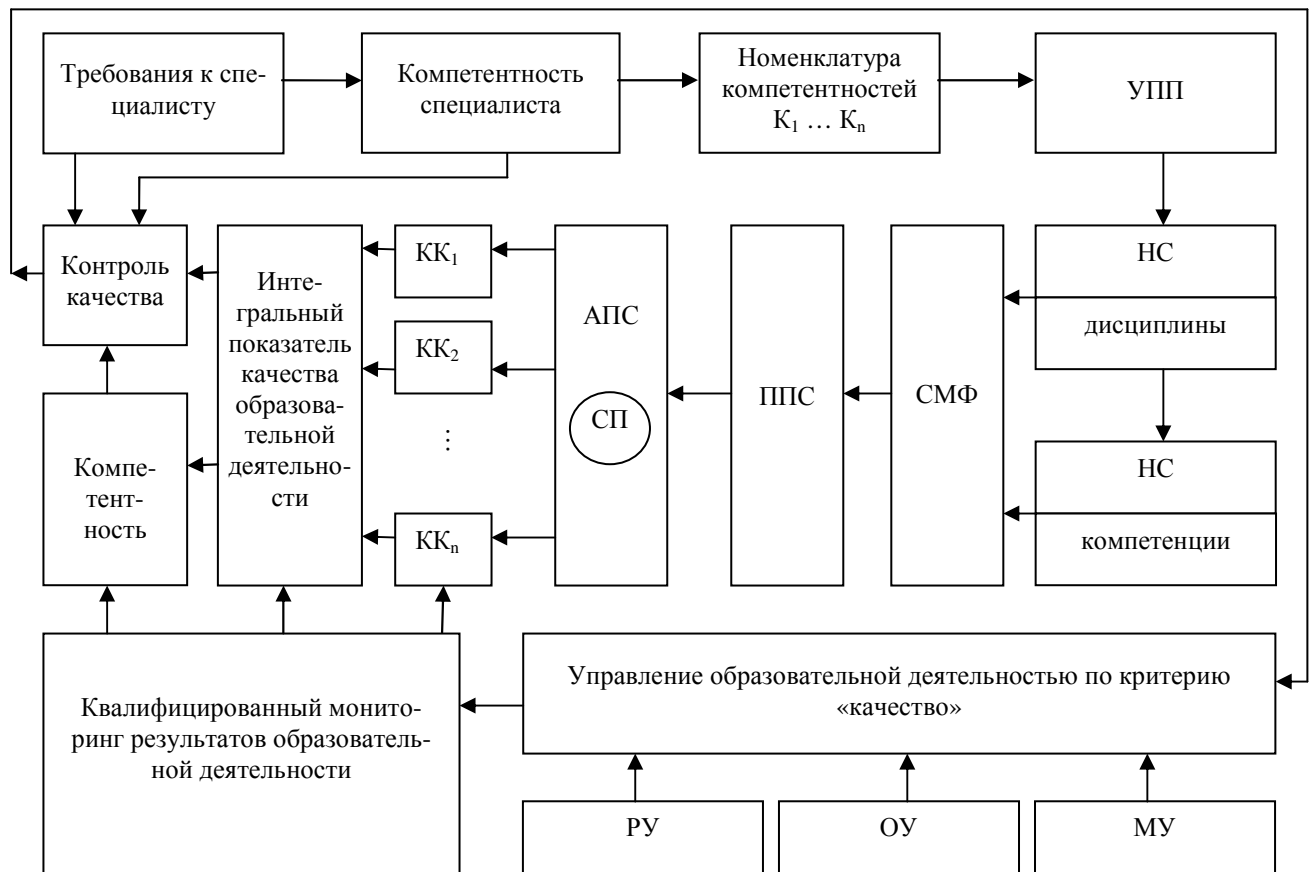 Требования к спе-
циалисту
Компетентность
специалиста
Номенклатура
компетентностей
К1 … Кn
УПП
Контроль
качества
Инте-
гральный
показатель
качества
образова-
тельной
деятельно-
сти
КК1
КК2
⋮
ККn
АПС
СП
ППС
СМФ
НС
дисциплины
НС
компетенции
Компе-
тент-
ность
Квалифицированный монито-
ринг результатов образователь-
ной деятельности
Управление образовательной деятельностью по критерию
«качество»
РУ
ОУ
МУ